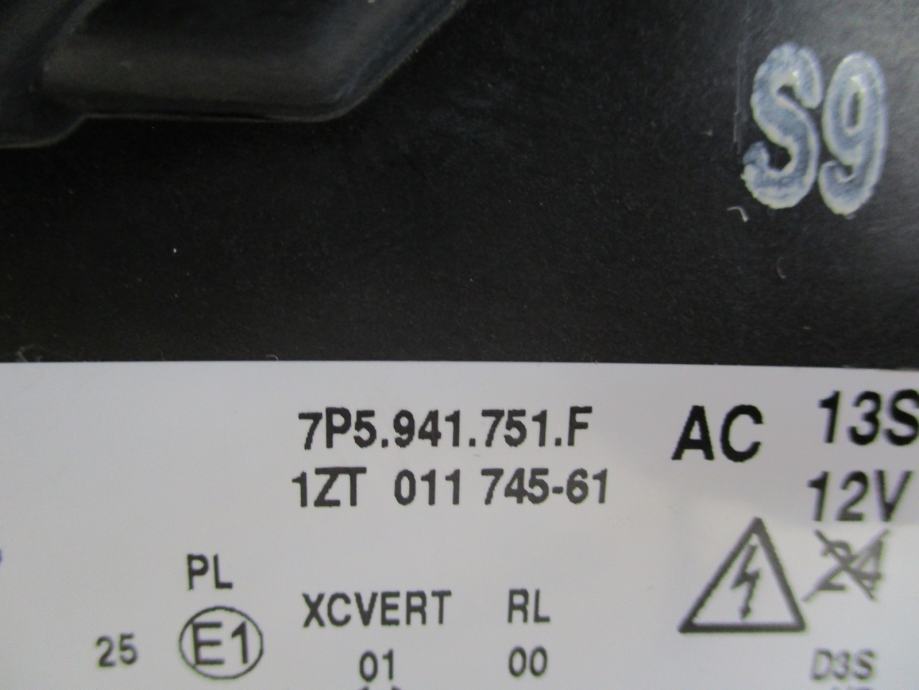 S9
7P5.941.751.F AC 13S
1ZT 011 745-61 12V
PL 24
XCVERT RL
25 E1 01 00 D3S